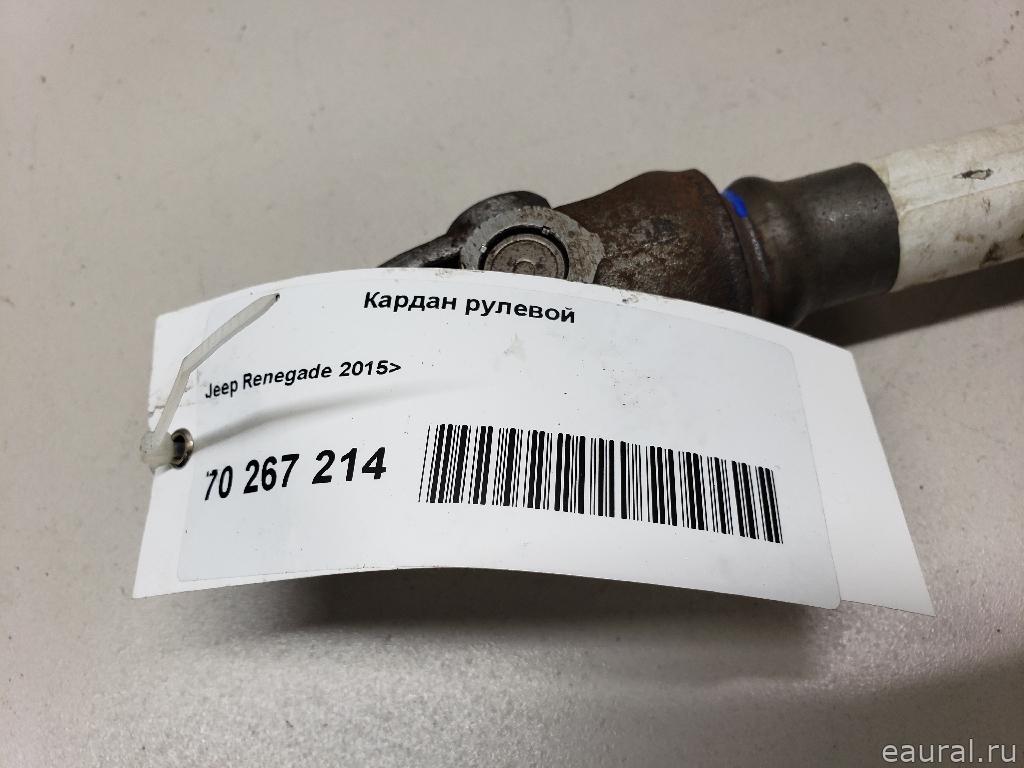 Кардан рулевой
Jeep Renegade 2015>
70 267 214
eaural.ru